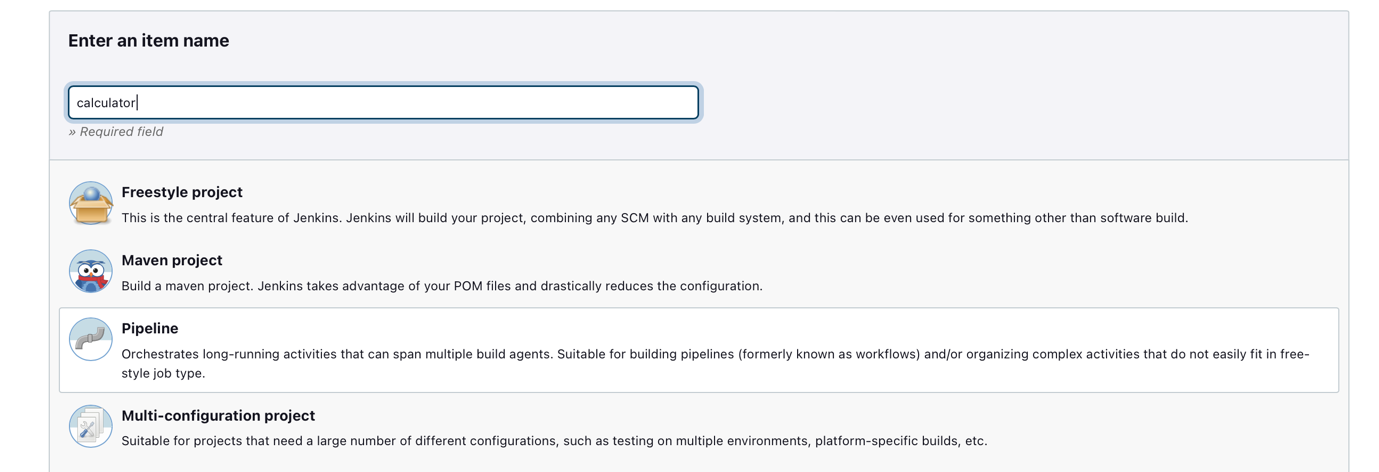 Enter an item name
calculator
» Required field
Freestyle project
This is the central feature of Jenkins. Jenkins will build your project, combining any SCM with any build system, and this can be even used for something other than software build.
Maven project
Build a maven project. Jenkins takes advantage of your POM files and drastically reduces the configuration.
Pipeline
Orchestrates long-running activities that can span multiple build agents. Suitable for building pipelines (formerly known as workflows) and/or organizing complex activities that do not easily fit in free-
style job type.
Multi-configuration project
Suitable for projects that need a large number of different configurations, such as testing on multiple environments, platform-specific builds, etc.